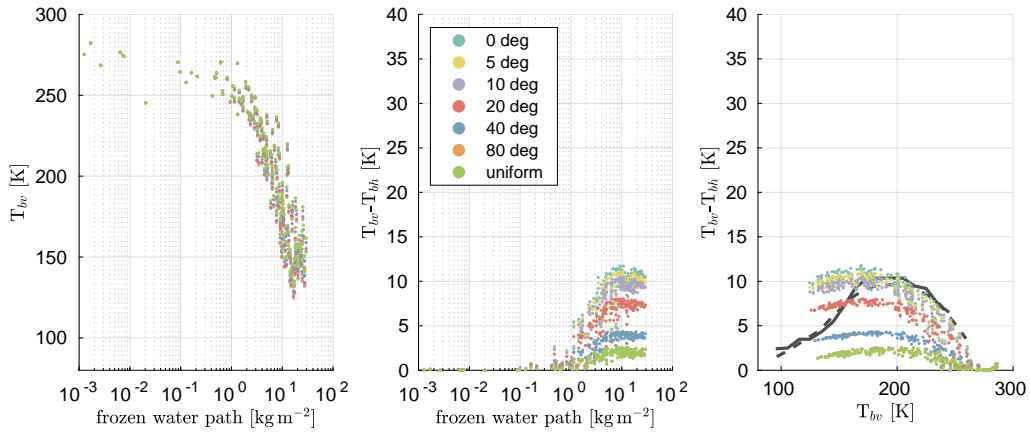 300
250
200
150
100
T_bv [K]
10^-3 10^-2 10^-1 10^0 10^1 10^2
frozen water path [kg m^-2]
40
35
30
25
20
15
10
5
0
T_bv-T_bh [K]
0 deg
5 deg
10 deg
20 deg
40 deg
80 deg
uniform
10^-3 10^-2 10^-1 10^0 10^1 10^2
frozen water path [kg m^-2]
40
35
30
25
20
15
10
5
0
T_bv-T_bh [K]
100 200 300
T_bv [K]